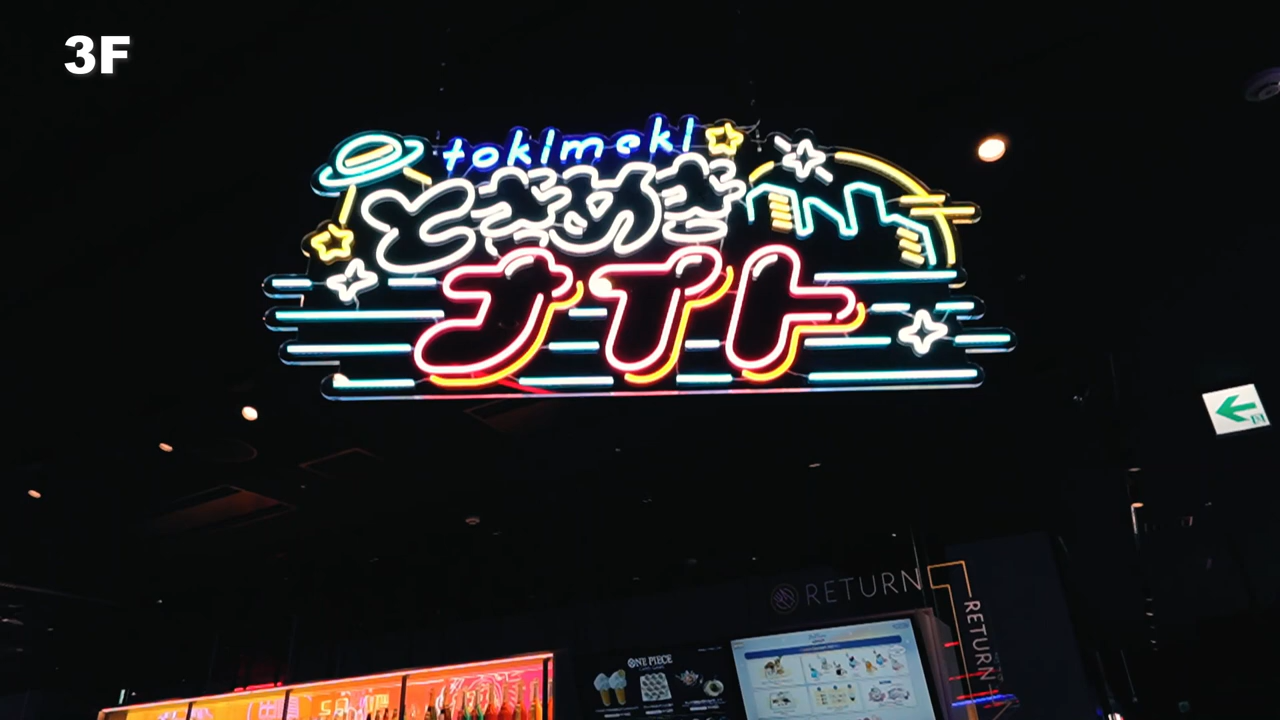 3F
tokimeki
ときめき
ナイト
RETURN
RETURN
ONE PIECE